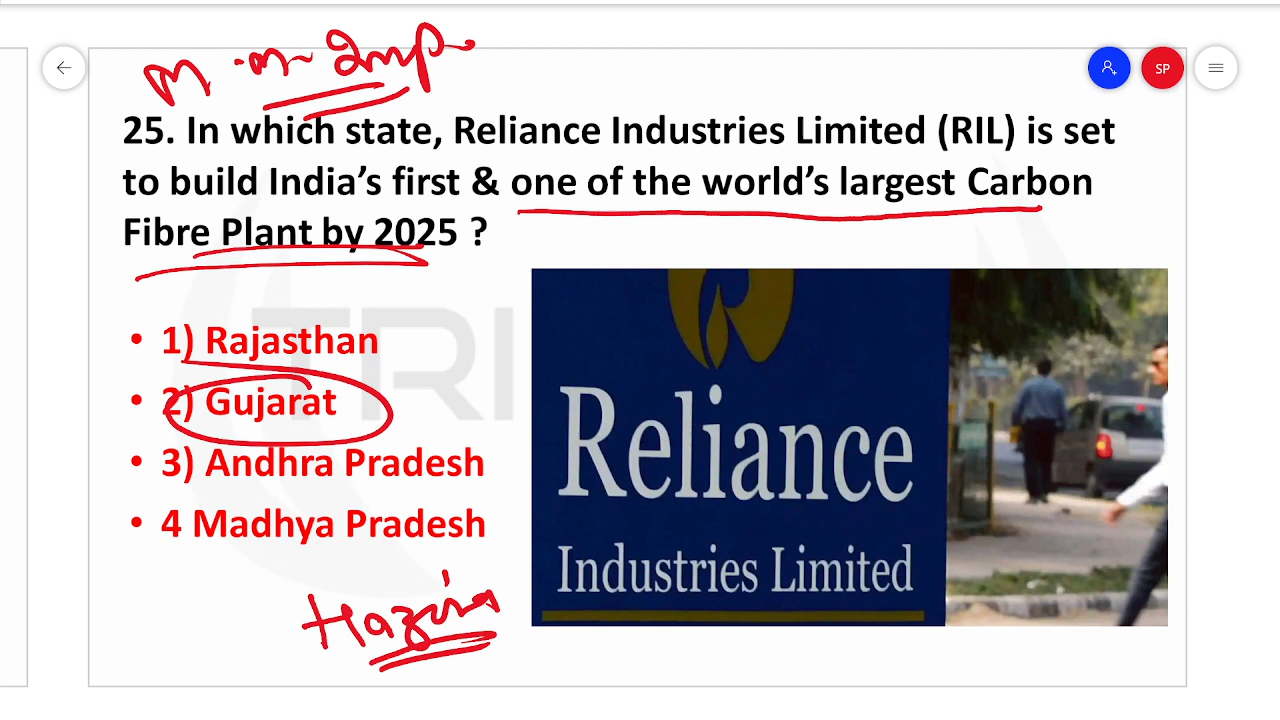 m.m.Imp
SP
25. In which state, Reliance Industries Limited (RIL) is set
to build India's first & one of the world's largest Carbon
Fibre Plant by 2025 ?
• 1) Rajasthan
• 2) Gujarat
• 3) Andhra Pradesh
• 4 Madhya Pradesh
Hazira
TRI
Reliance
Industries Limited